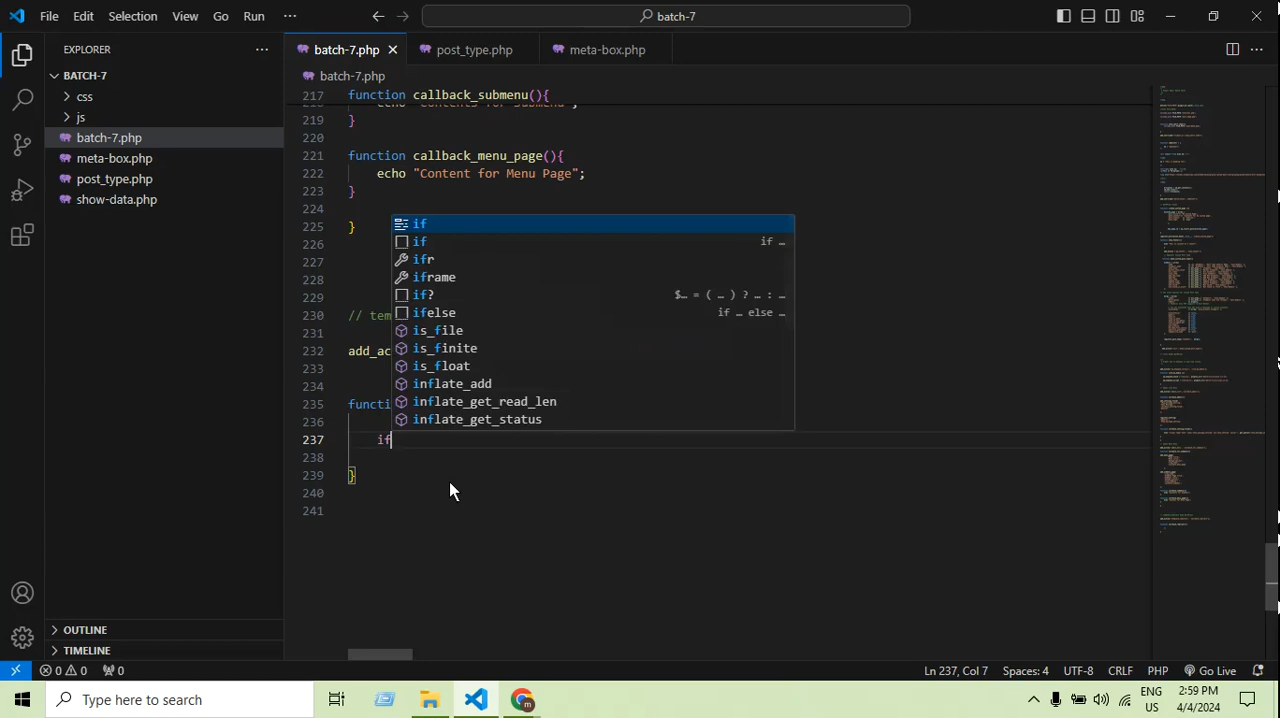 File Edit Selection View Go Run ··· batch-7
EXPLORER ···
batch-7.php
post_type.php
meta-box.php
BATCH-7
batch-7.php
css
js
batch-7.php
meta-box.php
post_type.php
show-data.php
217 function callback_submenu(){
219 }
220
221 function callback_menu_page(){
222 echo "Content for Menu Page";
223 }
224
225 }
226
227
228
229
230 // tem
231
232 add_ac
233
234
235 functi
236
237 if
238
239 }
240
241
if
if if …
ifr
iframe
if? $… = ( … ) ? … : …
ifelse if … else …
is_file
is_finite
is_float
inflate_add
inflate_get_read_len
inflate_get_status
OUTLINE
TIMELINE
0 0 0 Ln 237, Col 7 Spaces: 4 UTF-8 CRLF PHP Go Live
Type here to search
ENG
US
2:59 PM
4/4/2024